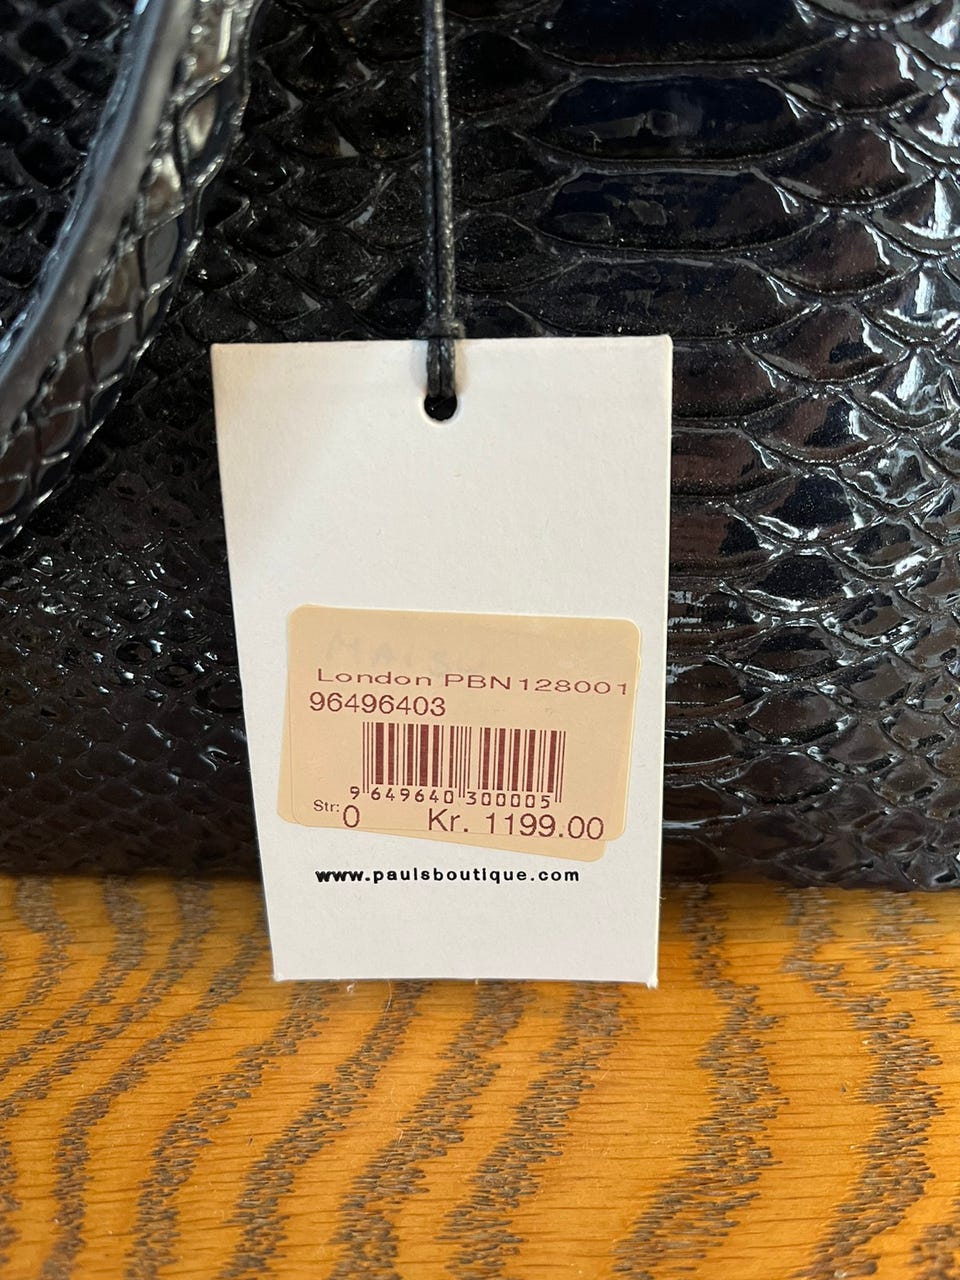 London PBN128001
96496403
9 649640 300005
Str: 0 Kr. 1199.00
www.paulsboutique.com